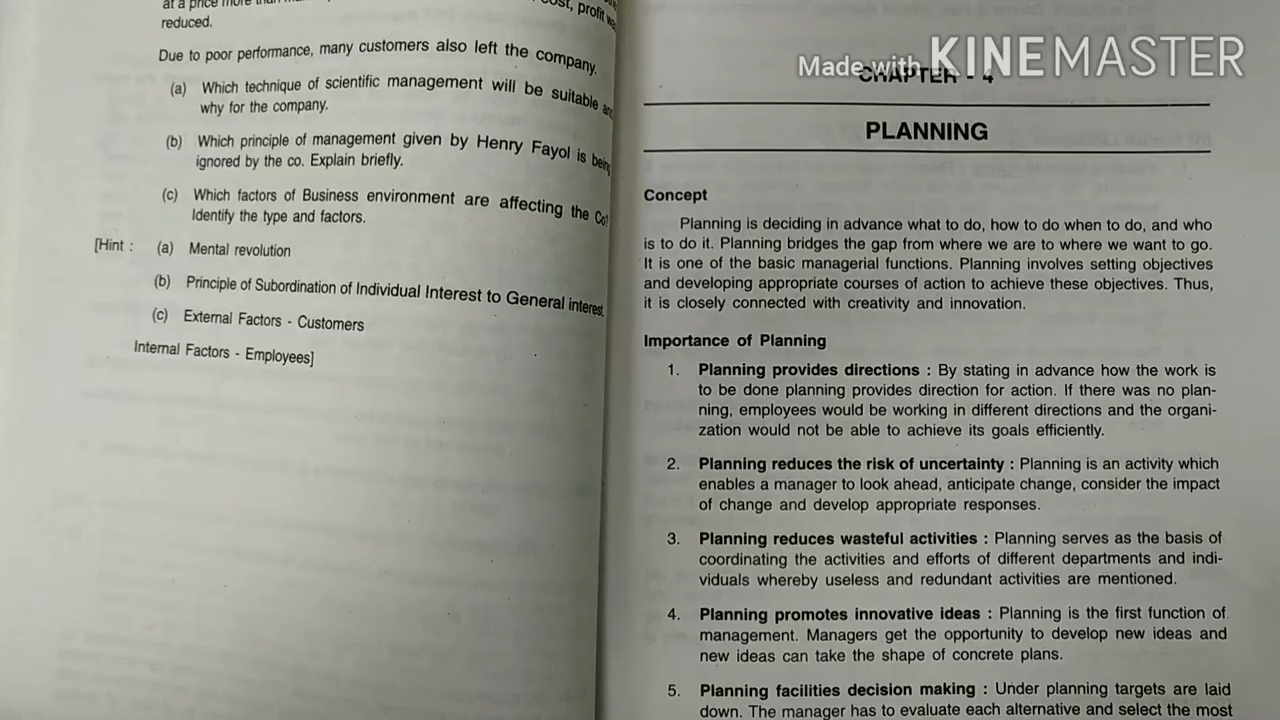 at a price more than
cost, profit was
reduced.
Due to poor performance, many customers also left the company.
(a) Which technique of scientific management will be suitable an
why for the company.
(b) Which principle of management given by Henry Fayol is being
ignored by the co. Explain briefly.
(c) Which factors of Business environment are affecting the Co?
Identify the type and factors.
[Hint : (a) Mental revolution
(b) Principle of Subordination of Individual Interest to General interest
(c) External Factors - Customers
Internal Factors - Employees]
Made with KINEMASTER
CHAPTER - 4
PLANNING
Concept
Planning is deciding in advance what to do, how to do when to do, and who
is to do it. Planning bridges the gap from where we are to where we want to go.
It is one of the basic managerial functions. Planning involves setting objectives
and developing appropriate courses of action to achieve these objectives. Thus,
it is closely connected with creativity and innovation.
Importance of Planning
1. Planning provides directions : By stating in advance how the work is
to be done planning provides direction for action. If there was no plan-
ning, employees would be working in different directions and the organi-
zation would not be able to achieve its goals efficiently.
2. Planning reduces the risk of uncertainty : Planning is an activity which
enables a manager to look ahead, anticipate change, consider the impact
of change and develop appropriate responses.
3. Planning reduces wasteful activities : Planning serves as the basis of
coordinating the activities and efforts of different departments and indi-
viduals whereby useless and redundant activities are mentioned.
4. Planning promotes innovative ideas : Planning is the first function of
management. Managers get the opportunity to develop new ideas and
new ideas can take the shape of concrete plans.
5. Planning facilities decision making : Under planning targets are laid
down. The manager has to evaluate each alternative and select the most